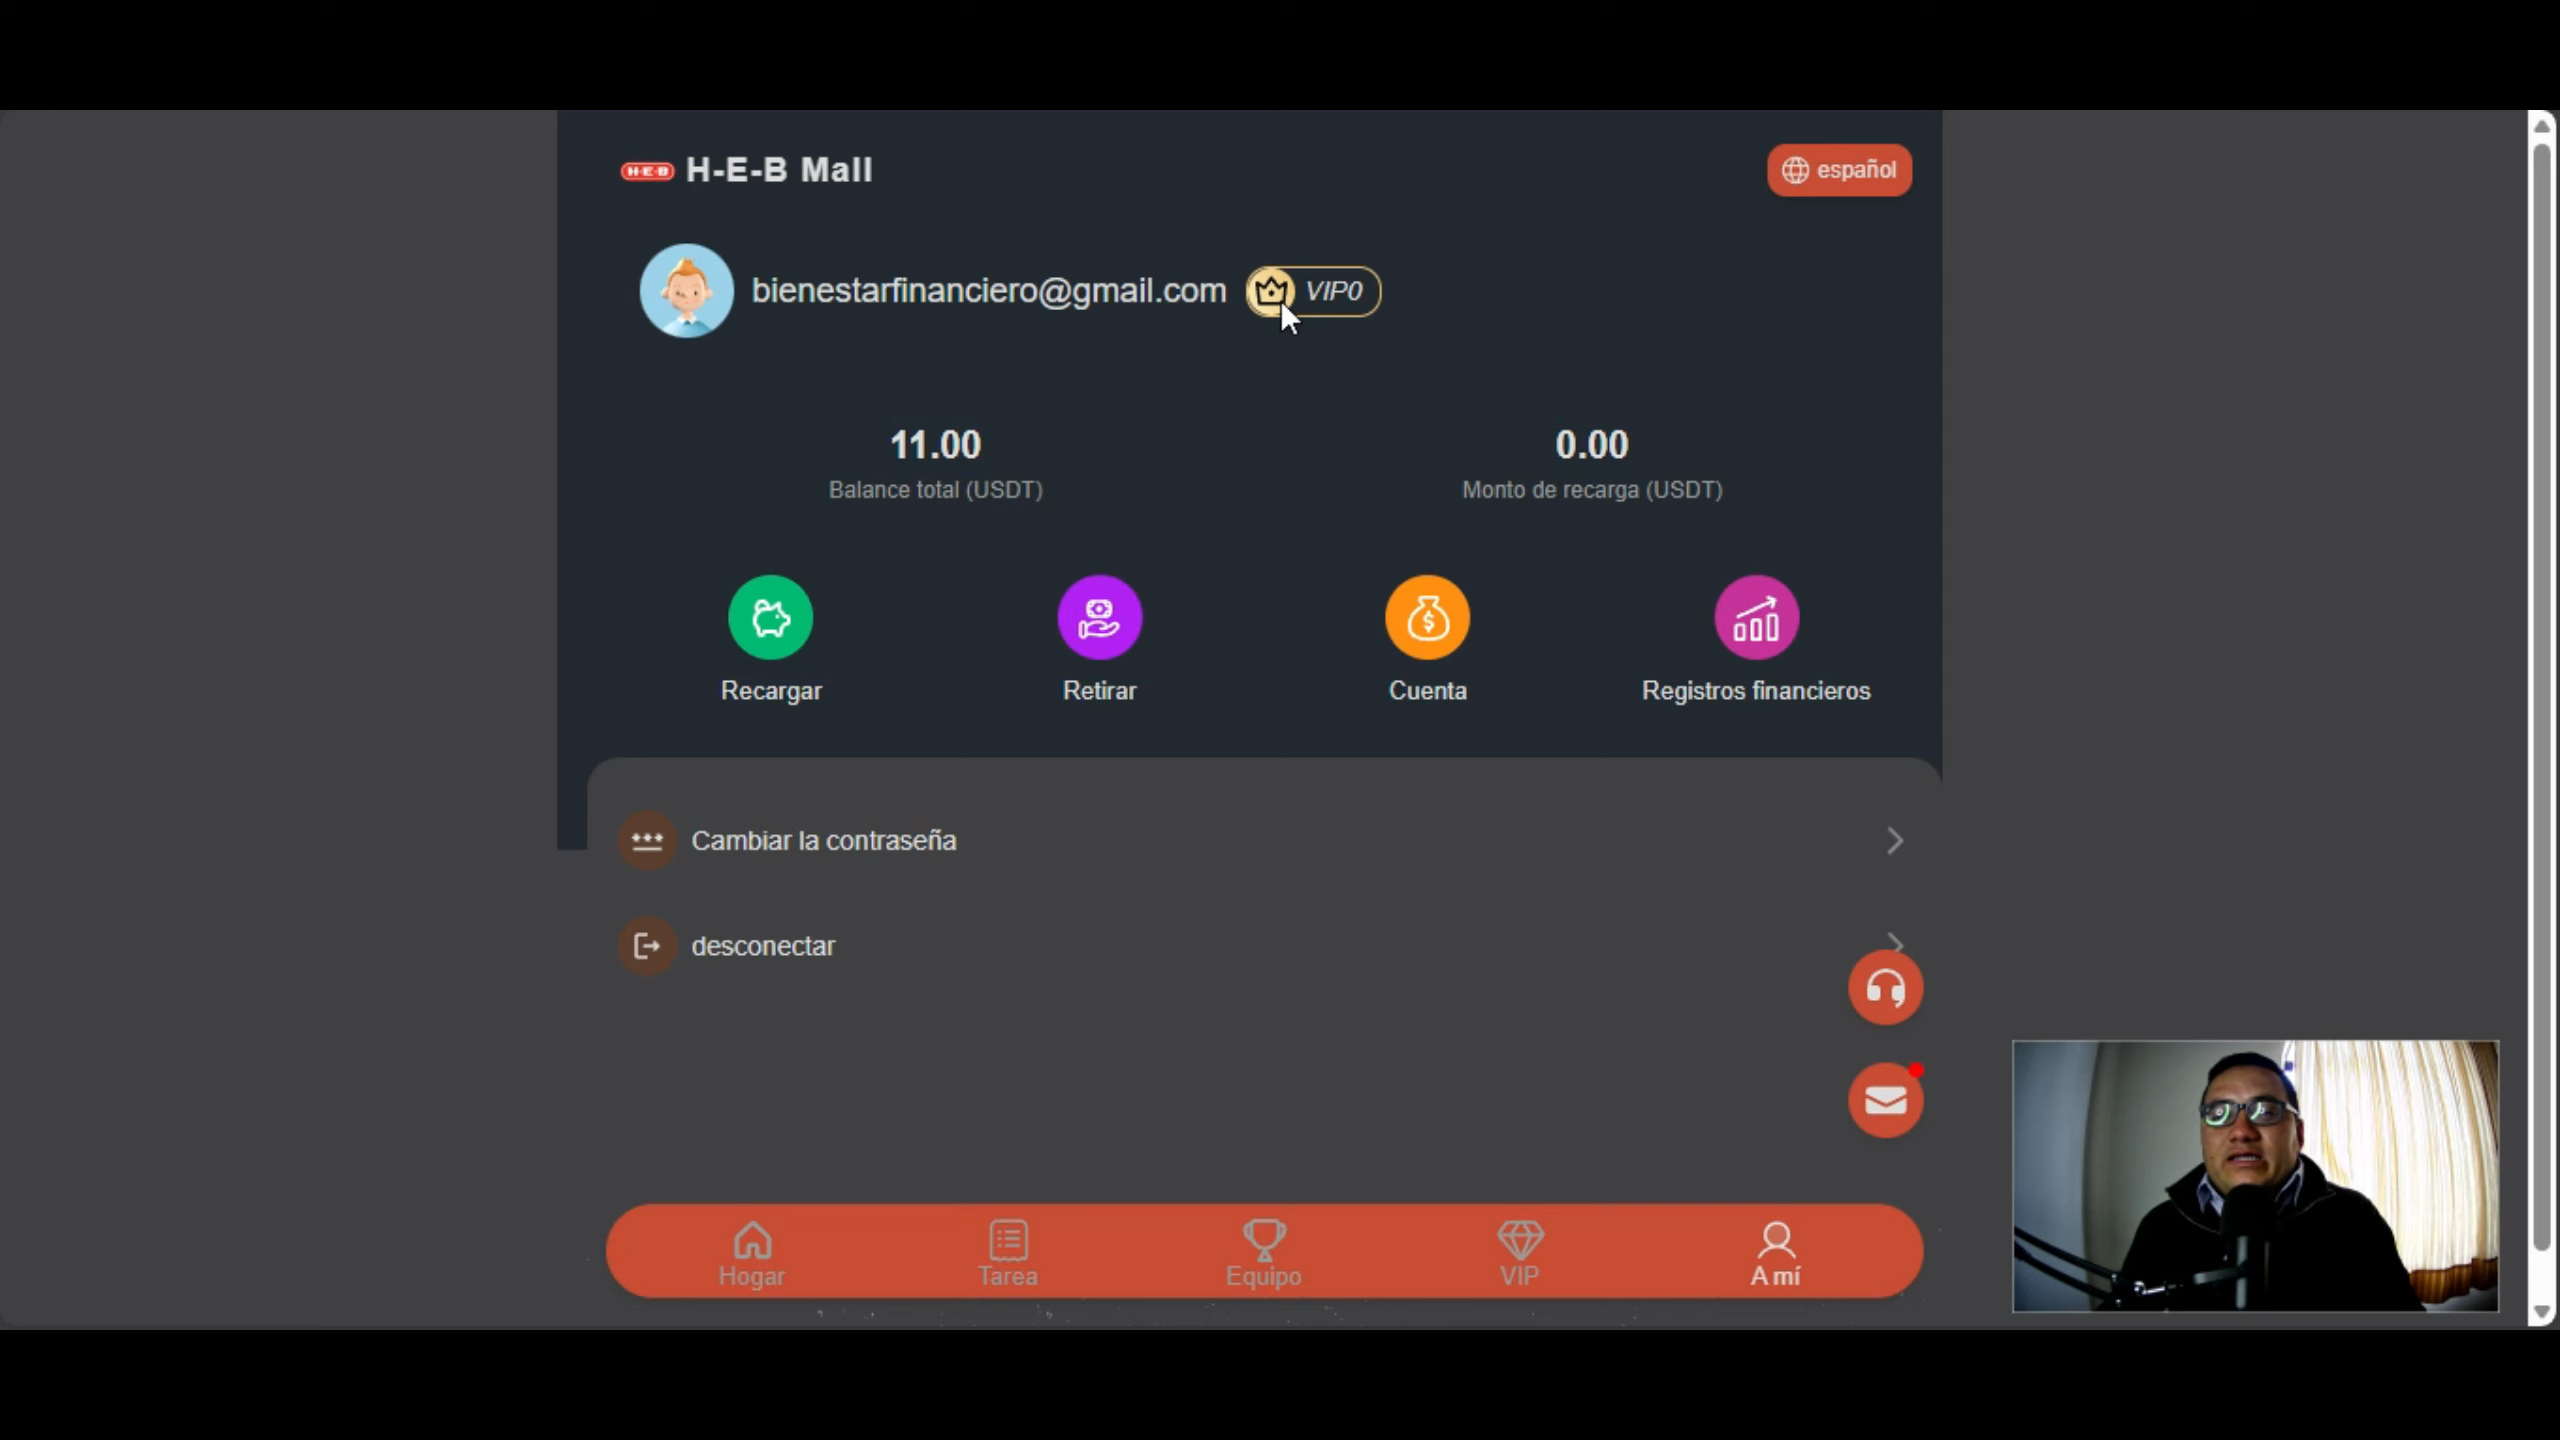 H-E-B H-E-B Mall
español
bienestarfinanciero@gmail.com VIP0
11.00
Balance total (USDT)
0.00
Monto de recarga (USDT)
Recargar
Retirar
Cuenta
Registros financieros
Cambiar la contraseña
desconectar
Hogar
Tarea
Equipo
VIP
A mí